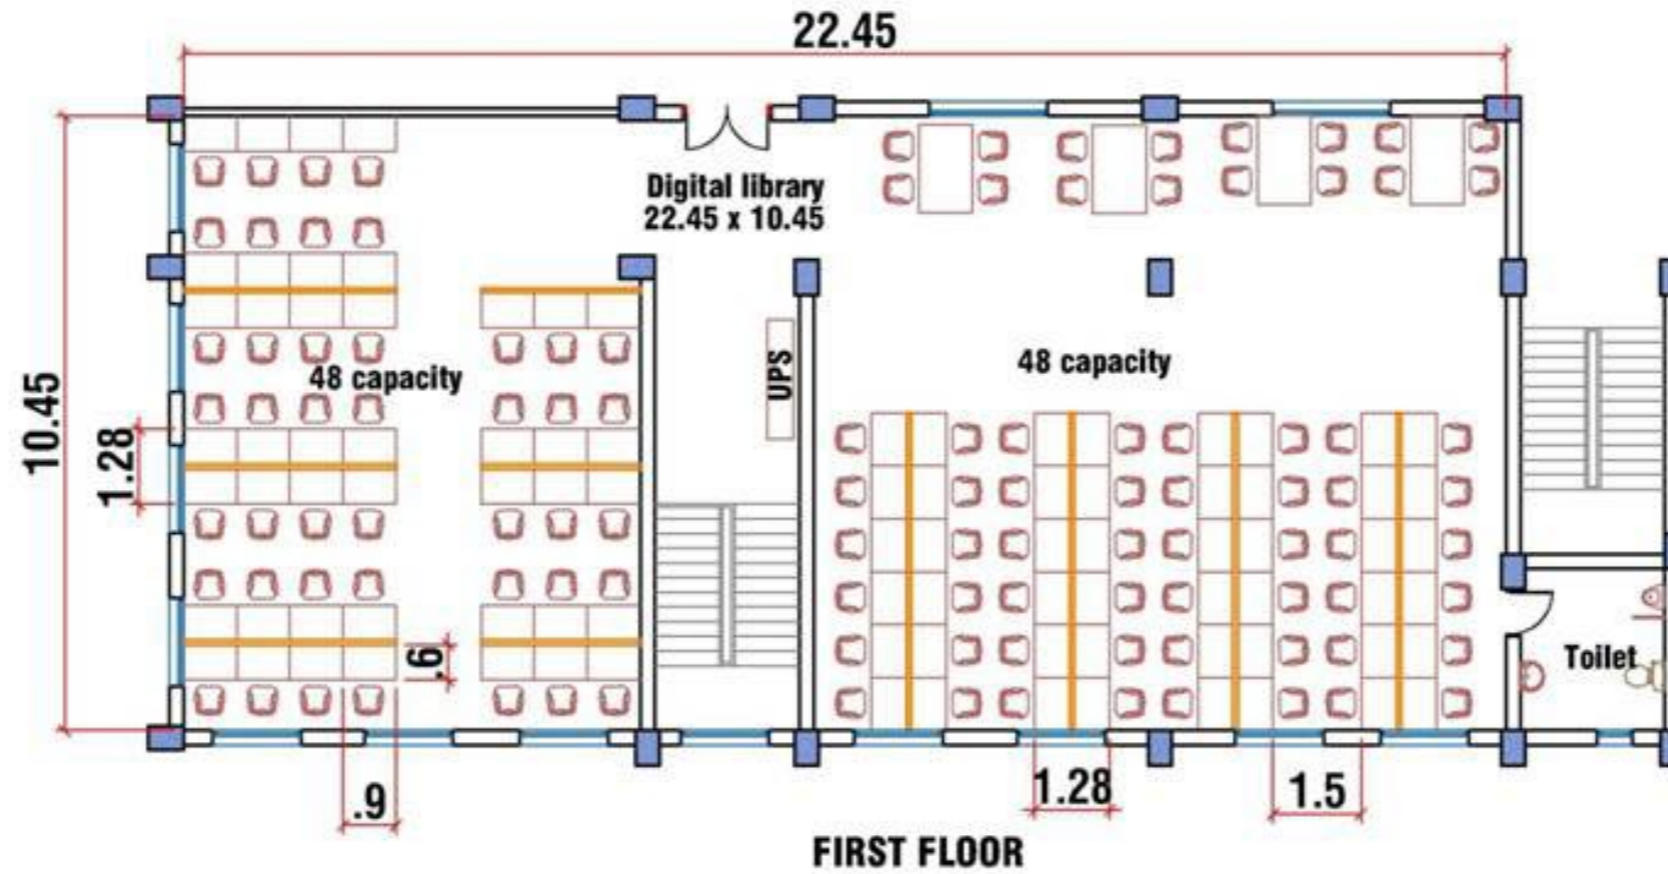 22.45
Digital library
22.45 x 10.45
48 capacity
UPS
48 capacity
10.45
1.28
.6
Toilet
.9
1.28
1.5
FIRST FLOOR